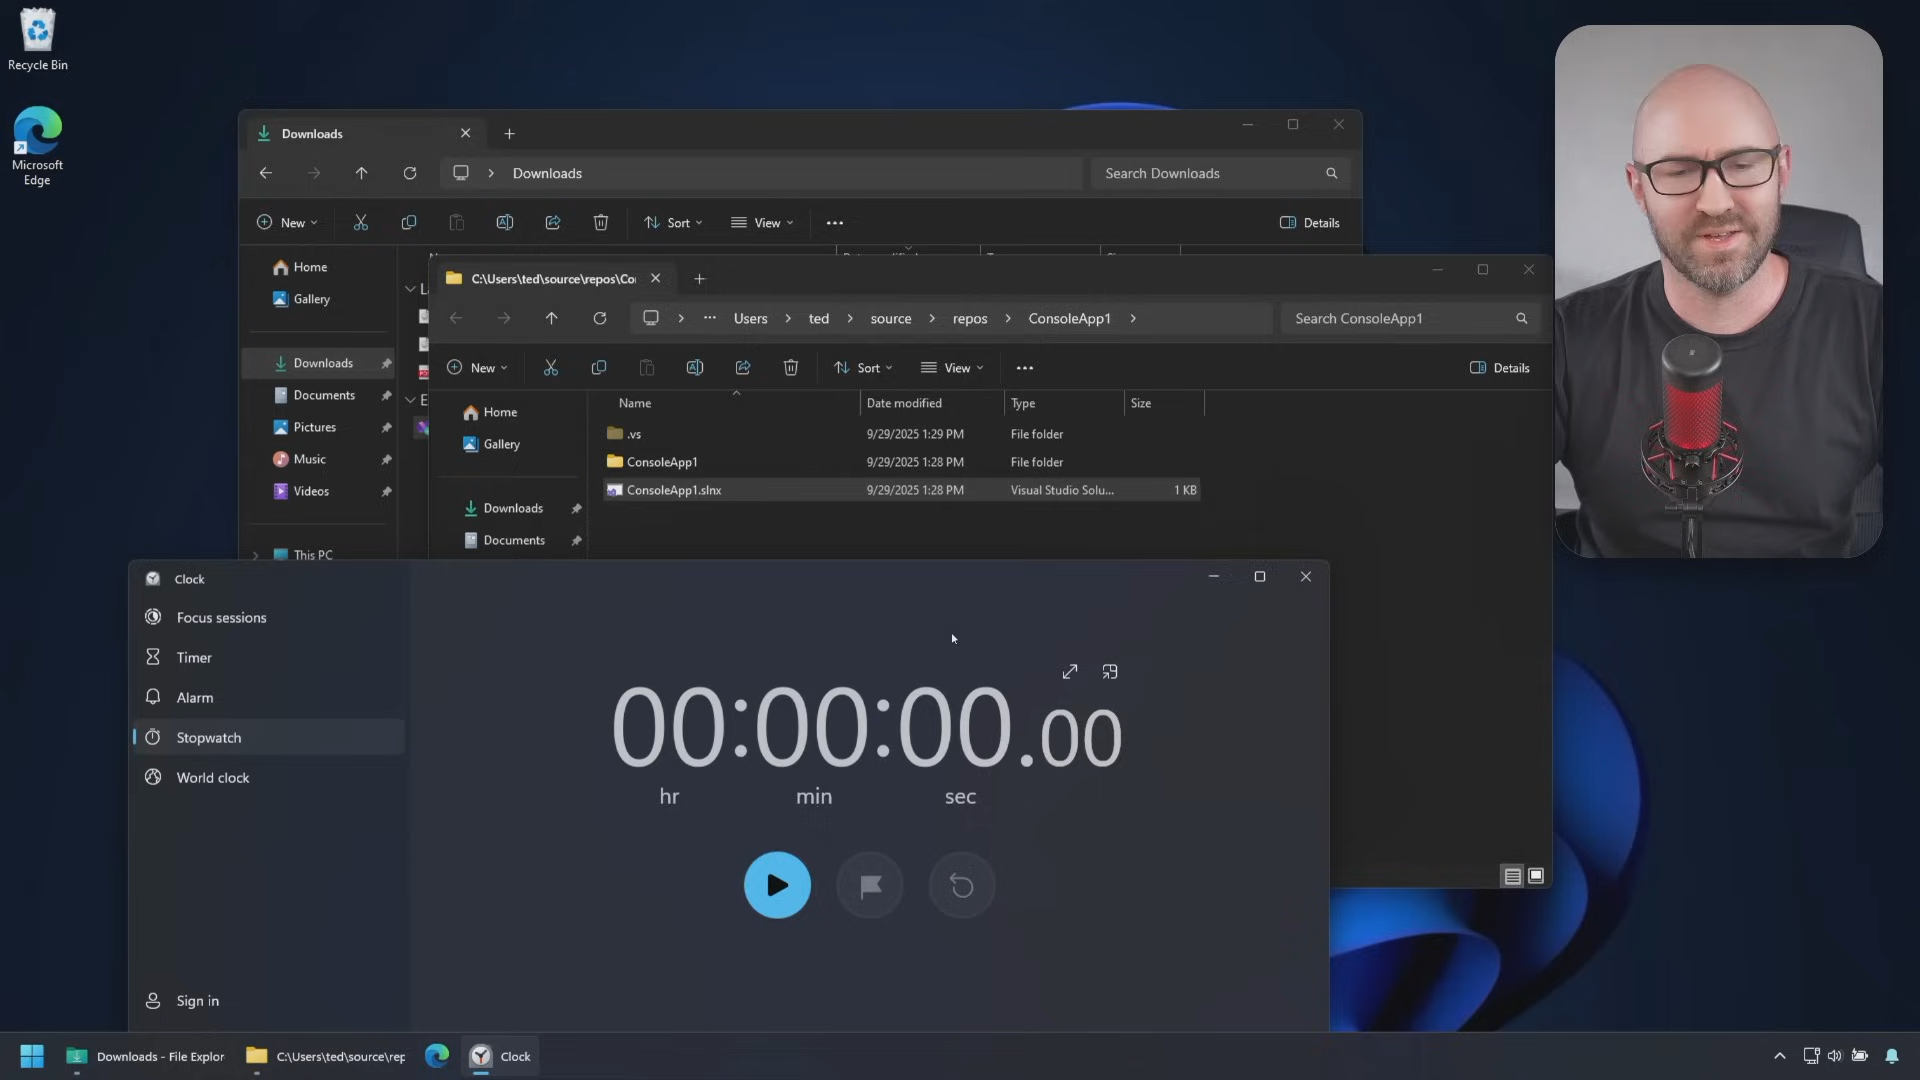 Recycle Bin
Microsoft
Edge
Downloads
Downloads
Search Downloads
New
Sort
View
Details
Home
Gallery
Downloads
Documents
Pictures
Music
Videos
This PC
C:\Users\ted\source\repos\Co
Users
ted
source
repos
ConsoleApp1
Search ConsoleApp1
New
Sort
View
Details
Home
Gallery
Downloads
Documents
Name Date modified Type Size
.vs 9/29/2025 1:29 PM File folder
ConsoleApp1 9/29/2025 1:28 PM File folder
ConsoleApp1.slnx 9/29/2025 1:28 PM Visual Studio Solu... 1 KB
Clock
Focus sessions
Timer
Alarm
Stopwatch
World clock
Sign in
00:00:00.00
hr min sec
Downloads - File Explor
C:\Users\ted\source\rep
Clock